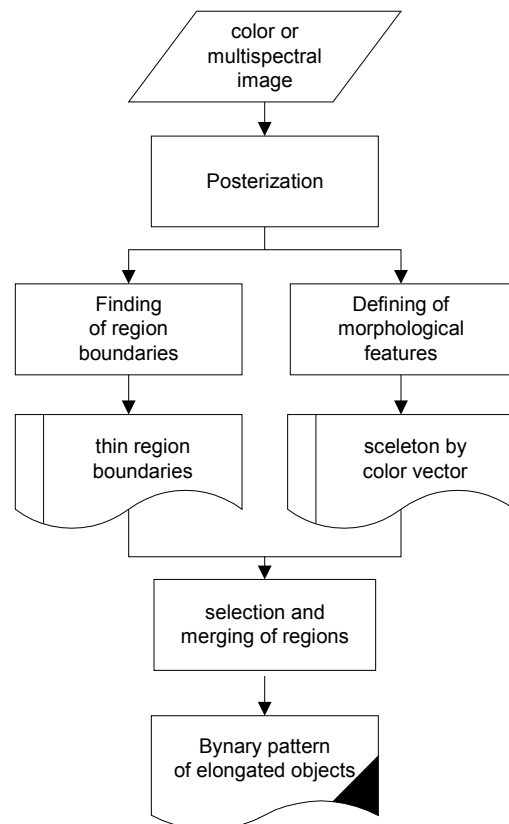 color or
multispectral
image
Posterization
Finding
of region
boundaries
Defining of
morphological
features
thin region
boundaries
sceleton by
color vector
selection and
merging of regions
Bynary pattern
of elongated objects